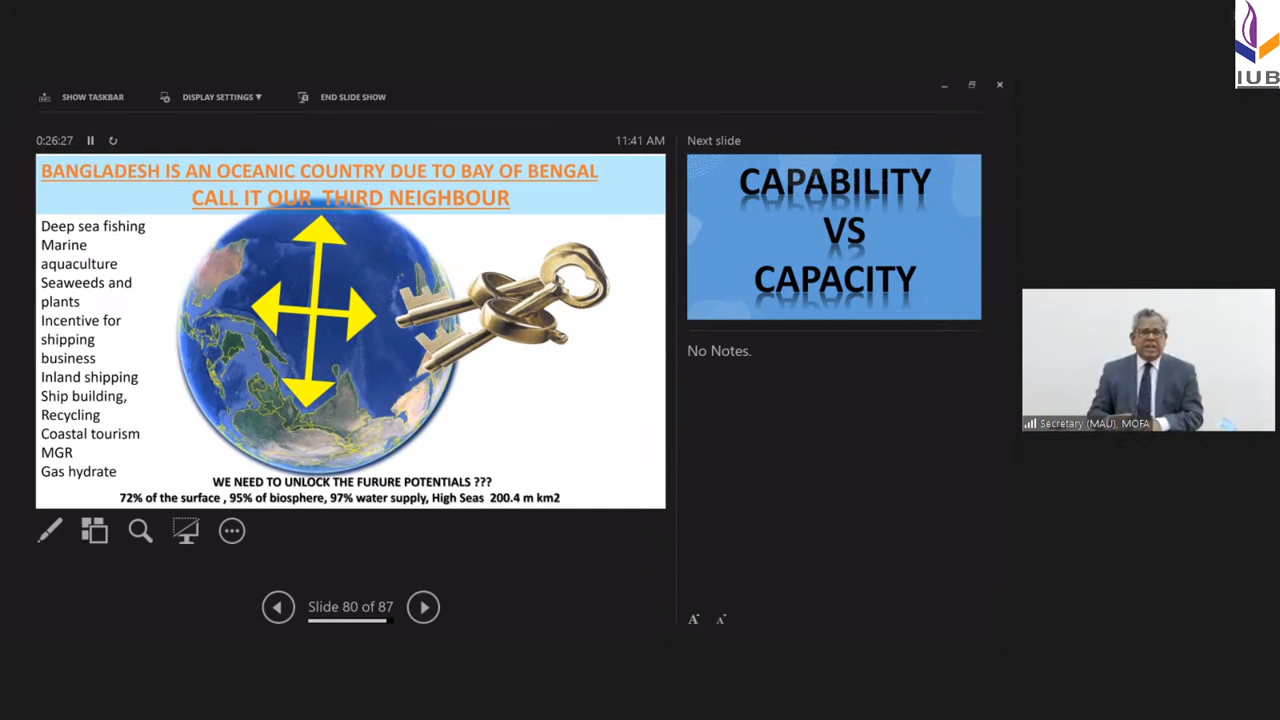 IUB
SHOW TASKBAR
DISPLAY SETTINGS ▼
END SLIDE SHOW
0:26:27
11:41 AM
Next slide
BANGLADESH IS AN OCEANIC COUNTRY DUE TO BAY OF BENGAL
CALL IT OUR THIRD NEIGHBOUR
Deep sea fishing
Marine
aquaculture
Seaweeds and
plants
Incentive for
shipping
business
Inland shipping
Ship building,
Recycling
Coastal tourism
MGR
Gas hydrate
WE NEED TO UNLOCK THE FURURE POTENTIALS ???
72% of the surface , 95% of biosphere, 97% water supply, High Seas 200.4 m km2
CAPABILITY
VS
CAPACITY
No Notes.
Secretary (MAU), MOFA
Slide 80 of 87
A A